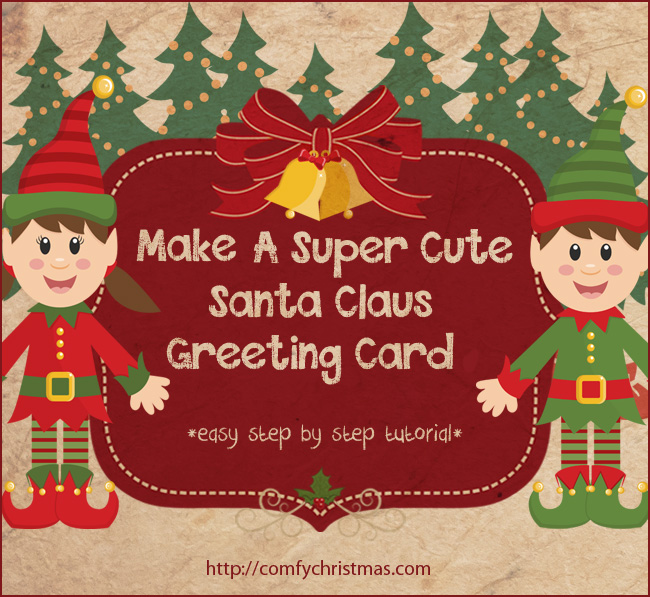 Make A Super Cute
Santa Claus
Greeting Card
*easy step by step tutorial*
http://comfychristmas.com